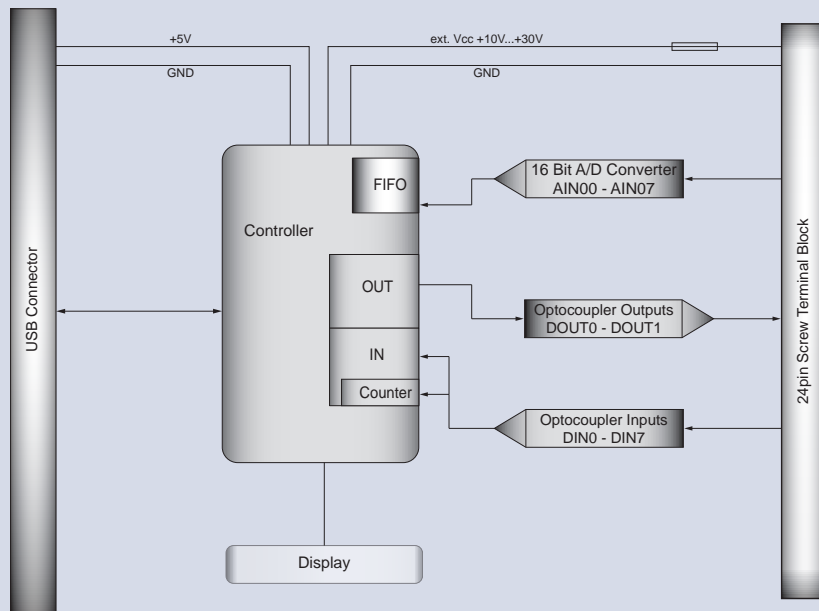 +5V
ext. Vcc +10V...+30V
GND
GND
16 Bit A/D Converter
AIN00 - AIN07
FIFO
Controller
USB Connector
24pin Screw Terminal Block
OUT
Optocoupler Outputs
DOUT0 - DOUT1
IN
Counter
Optocoupler Inputs
DIN0 - DIN7
Display